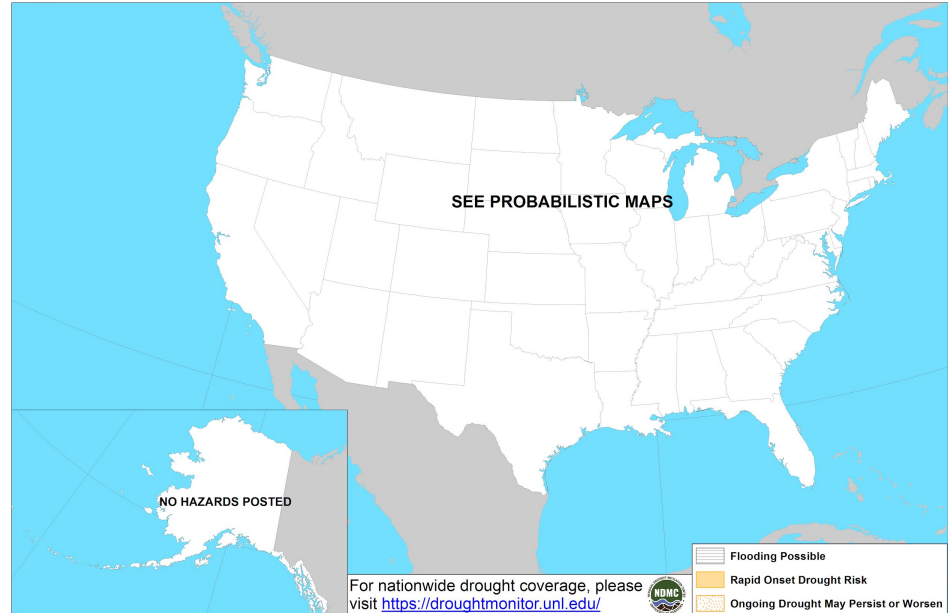 SEE PROBABILISTIC MAPS
NO HAZARDS POSTED
For nationwide drought coverage, please
visit https://droughtmonitor.unl.edu/
NDMC
Flooding Possible
Rapid Onset Drought Risk
Ongoing Drought May Persist or Worsen